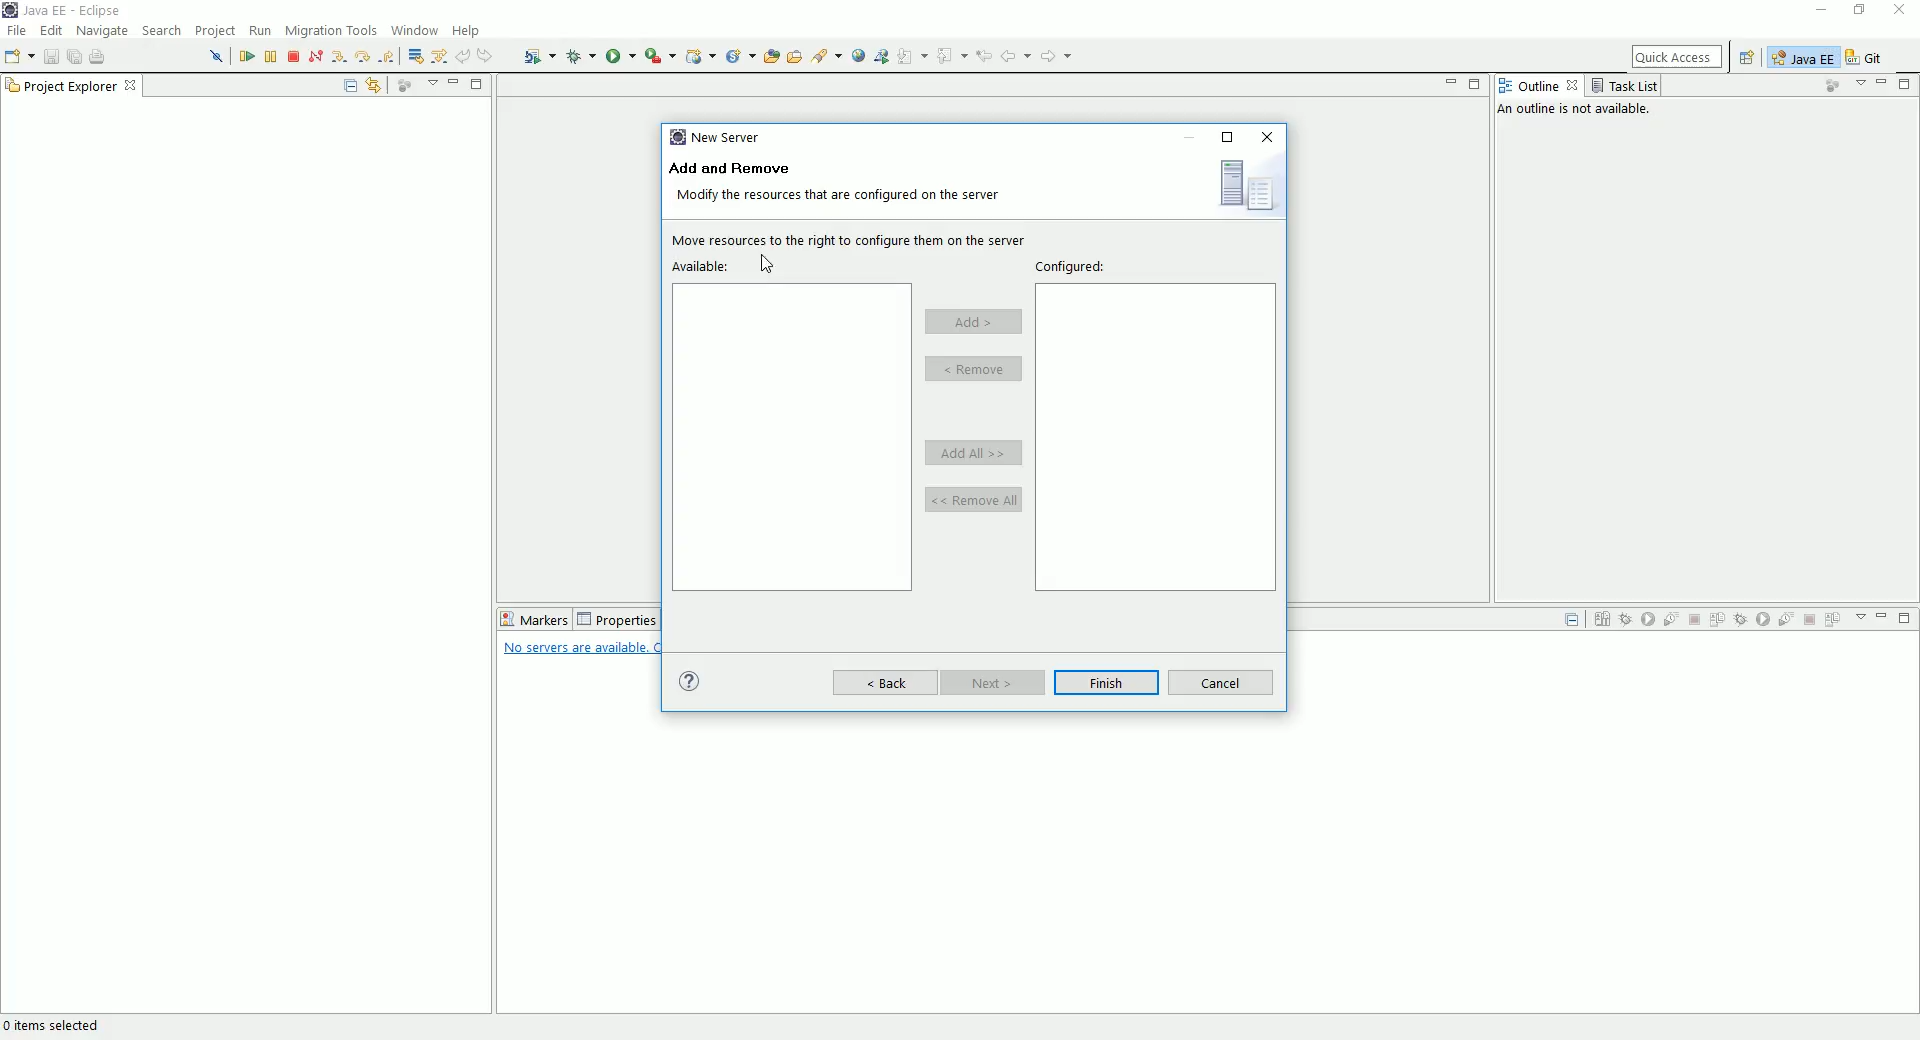 Java EE - Eclipse
File Edit Navigate Search Project Run Migration Tools Window Help
Quick Access
Java EE
Git
Project Explorer
Outline
Task List
An outline is not available.
New Server
Add and Remove
Modify the resources that are configured on the server
Move resources to the right to configure them on the server
Available:
Configured:
Add >
< Remove
Add All >>
<< Remove All
Markers
Properties
No servers are available. C
< Back
Next >
Finish
Cancel
0 items selected